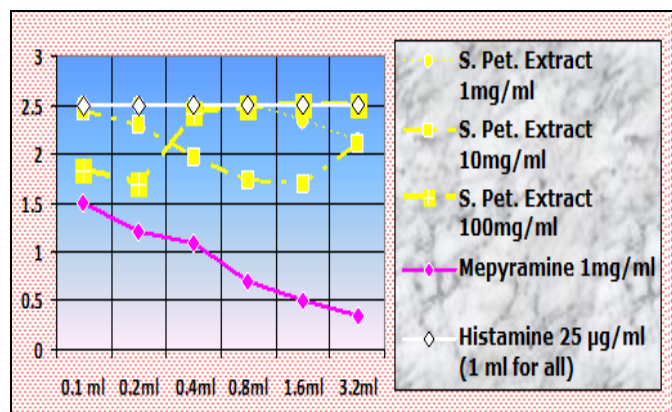 3
2.5
2
1.5
1
0.5
0
0.1 ml 0.2ml 0.4ml 0.8ml 1.6ml 3.2ml
S. Pet. Extract
1mg/ml
S. Pet. Extract
10mg/ml
S. Pet. Extract
100mg/ml
Mepyramine 1mg/ml
Histamine 25 µg/ml
(1 ml for all)